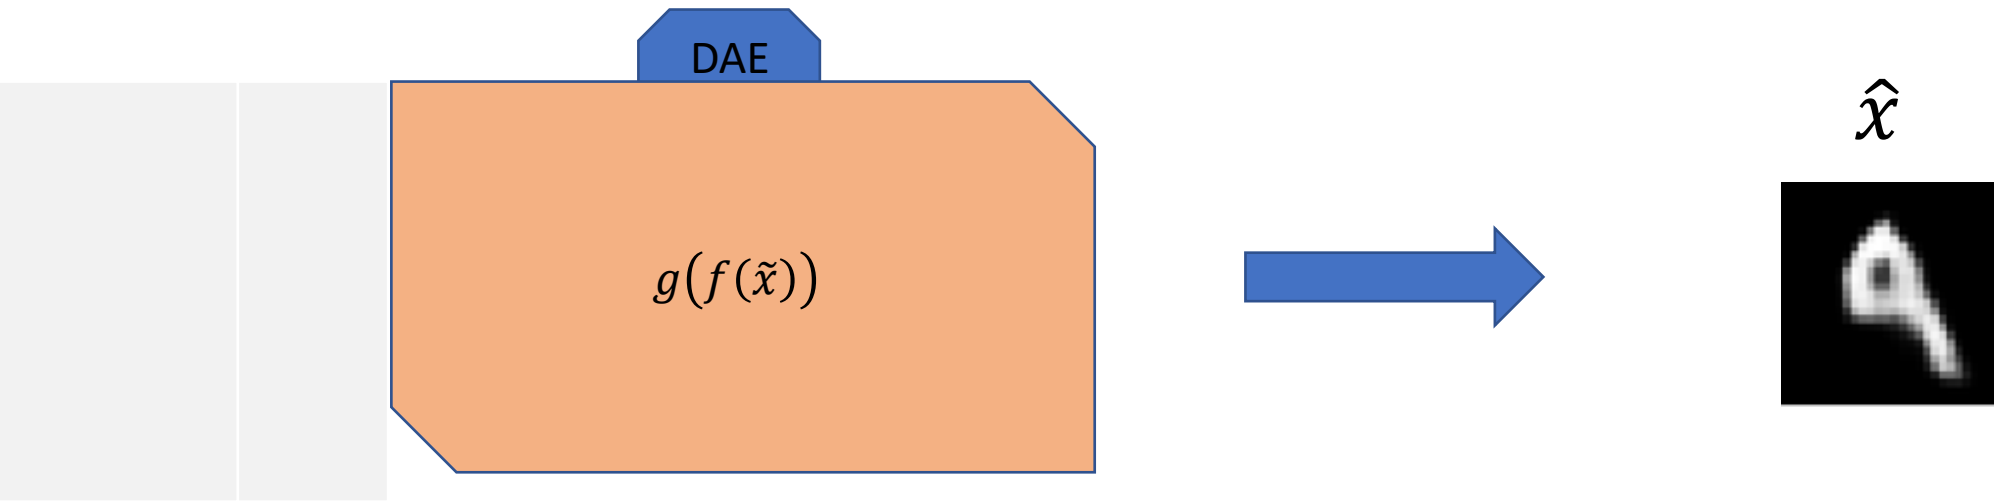 DAE
x̂
g(f(x̃))